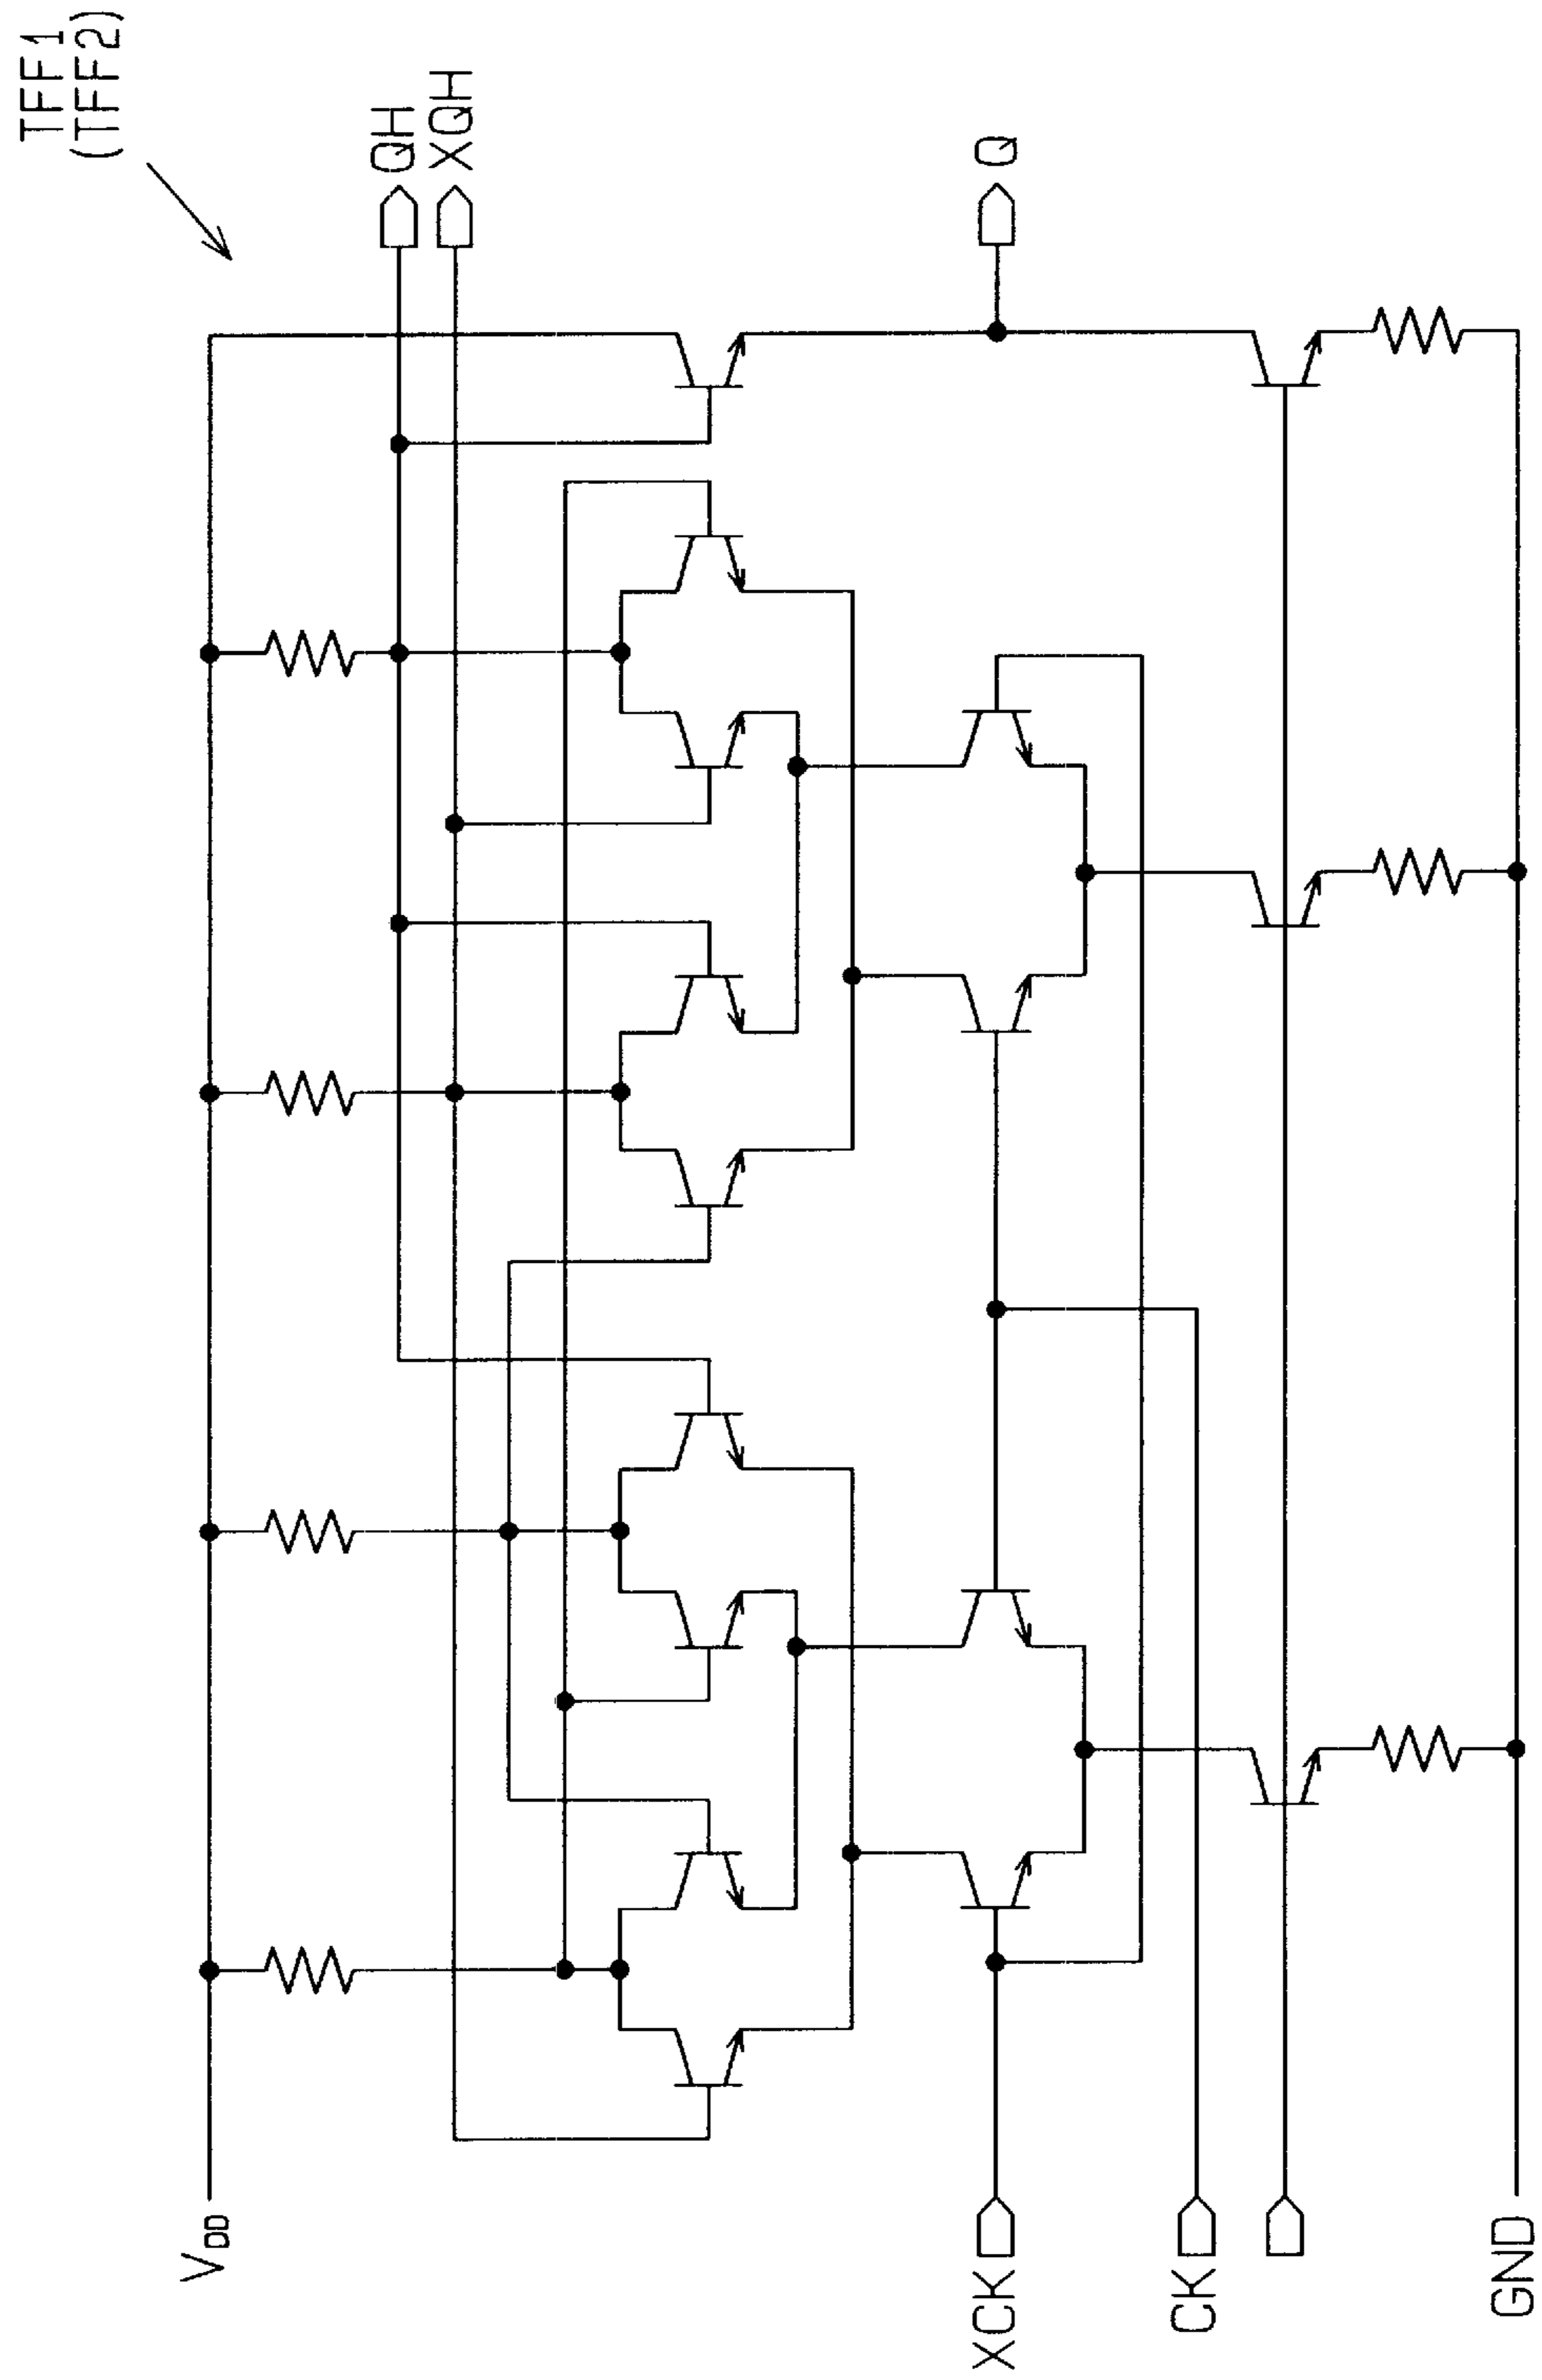 TFF1
(TFF2)
QH
XQH
Q
VDD
XCK
CK
GND